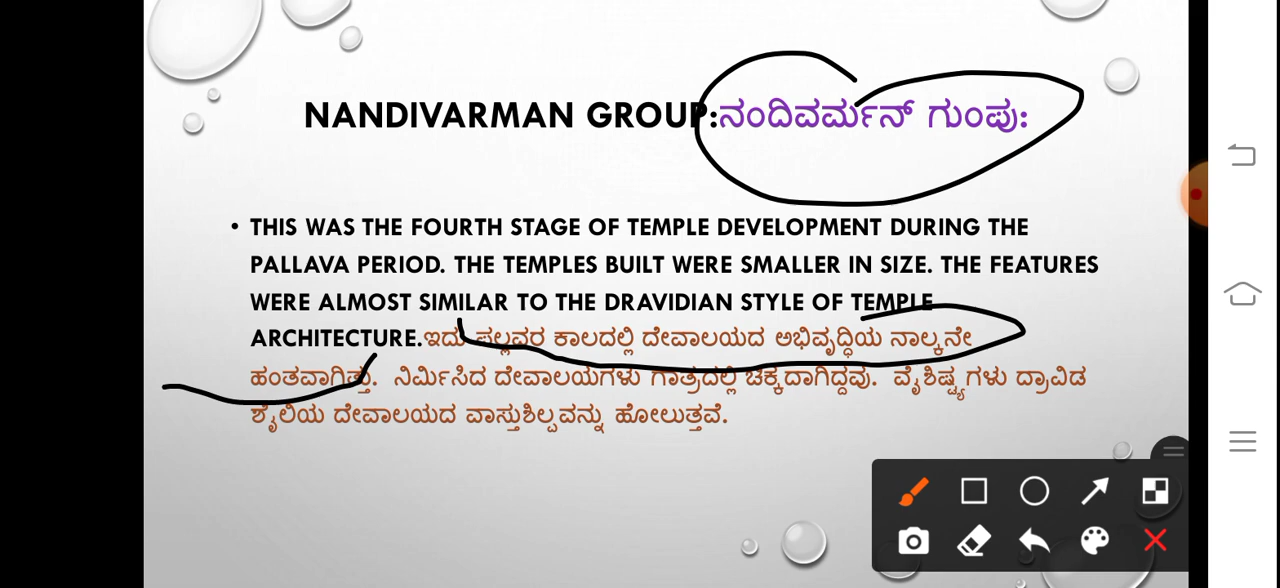 NANDIVARMAN GROUP:ನಂದಿವರ್ಮನ್ ಗುಂಪು:
• THIS WAS THE FOURTH STAGE OF TEMPLE DEVELOPMENT DURING THE
PALLAVA PERIOD. THE TEMPLES BUILT WERE SMALLER IN SIZE. THE FEATURES
WERE ALMOST SIMILAR TO THE DRAVIDIAN STYLE OF TEMPLE
ARCHITECTURE.ಇದು ಪಲ್ಲವರ ಕಾಲದಲ್ಲಿ ದೇವಾಲಯದ ಅಭಿವೃದ್ಧಿಯ ನಾಲ್ಕನೇ
ಹಂತವಾಗಿತ್ತು. ನಿರ್ಮಿಸಿದ ದೇವಾಲಯಗಳು ಗಾತ್ರದಲ್ಲಿ ಚಿಕ್ಕದಾಗಿದ್ದವು. ವೈಶಿಷ್ಟ್ಯಗಳು ದ್ರಾವಿಡ
ಶೈಲಿಯ ದೇವಾಲಯದ ವಾಸ್ತುಶಿಲ್ಪವನ್ನು ಹೋಲುತ್ತವೆ.